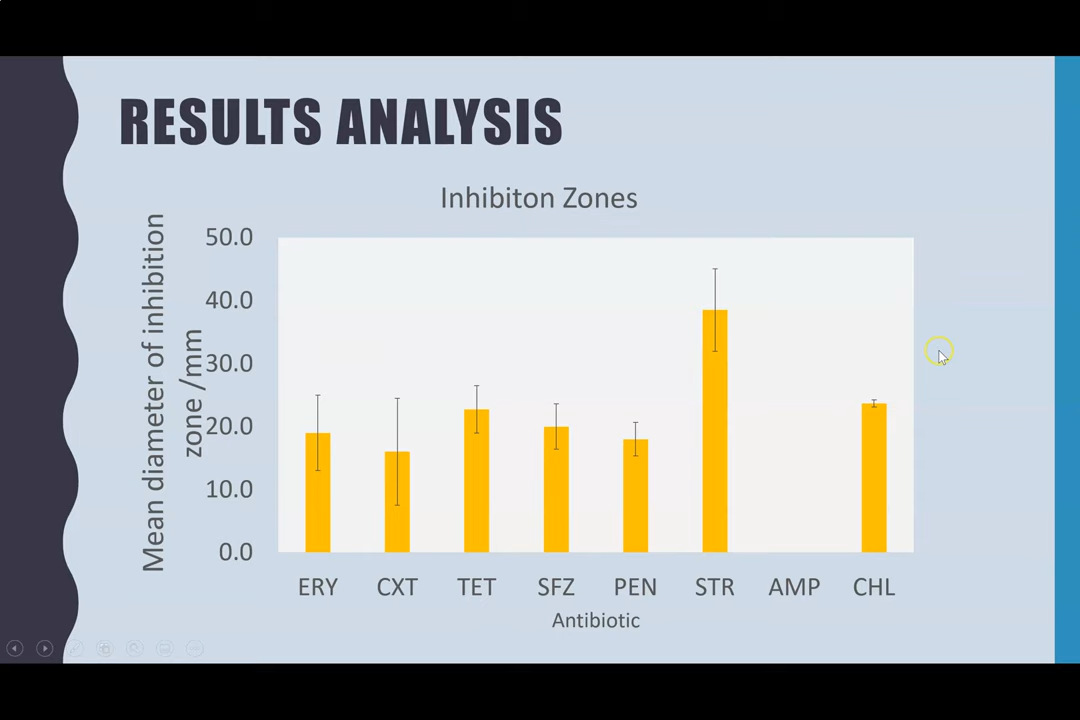 RESULTS ANALYSIS
Inhibiton Zones
Mean diameter of inhibition
zone /mm
50.0
40.0
30.0
20.0
10.0
0.0
ERY CXT TET SFZ PEN STR AMP CHL
Antibiotic